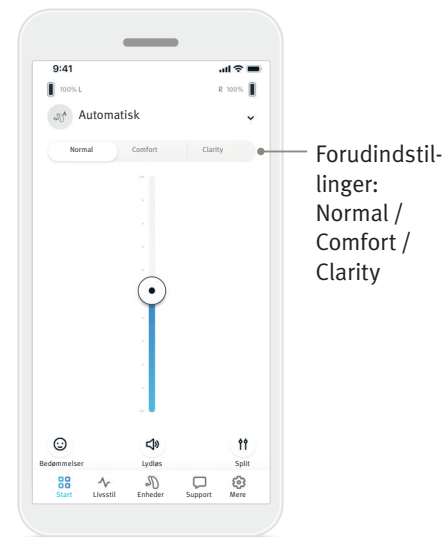 9:41
100% L
R 100%
Automatisk
Normal Comfort Clarity
Forudindstil-
linger:
Normal /
Comfort /
Clarity
Bedømmelser Lydløs Split
Start Livsstil Enheder Support Mere